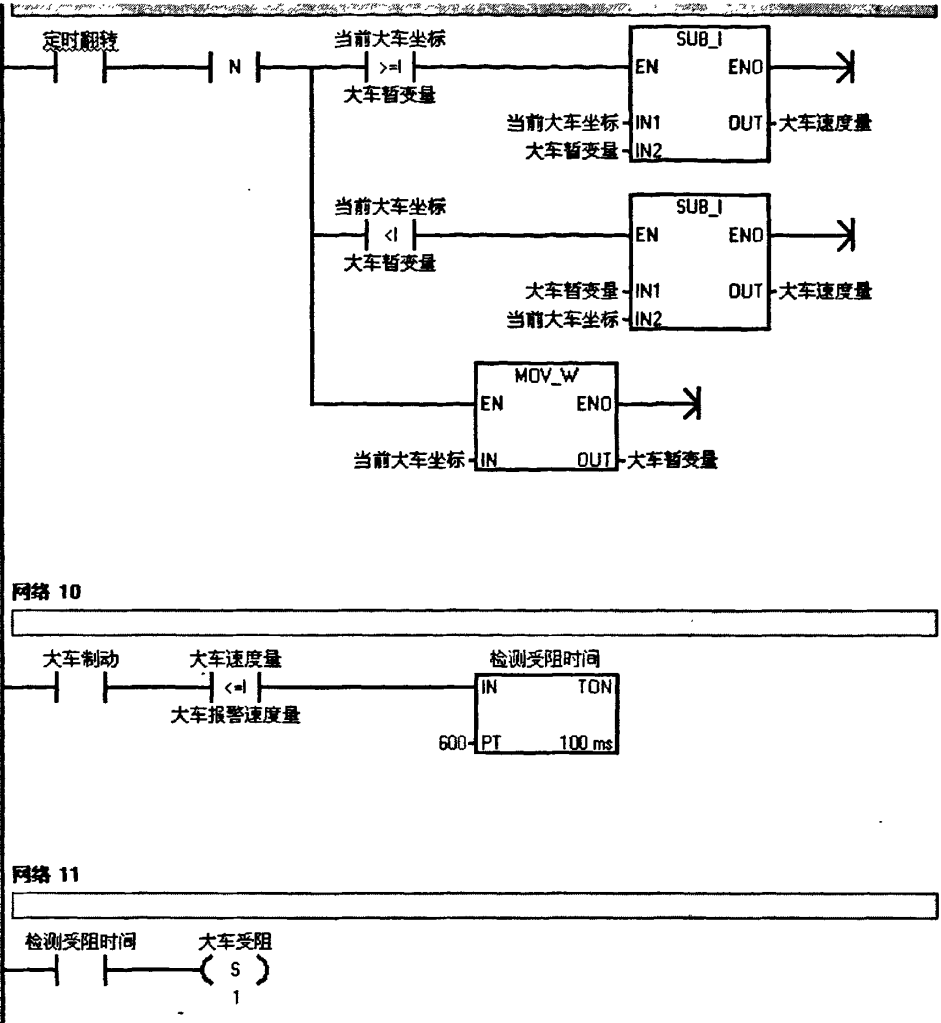 定时翻转
N
当前大车坐标
>=I
大车暂变量
SUB_I
EN ENO
当前大车坐标 IN1 OUT 大车速度量
大车暂变量 IN2
当前大车坐标
<I
大车暂变量
SUB_I
EN ENO
大车暂变量 IN1 OUT 大车速度量
当前大车坐标 IN2
MOV_W
EN ENO
当前大车坐标 IN OUT 大车暂变量
网络 10
大车制动 大车速度量 检测受阻时间
<=I IN TON
大车报警速度量
600 PT 100 ms
网络 11
检测受阻时间 大车受阻
S
1